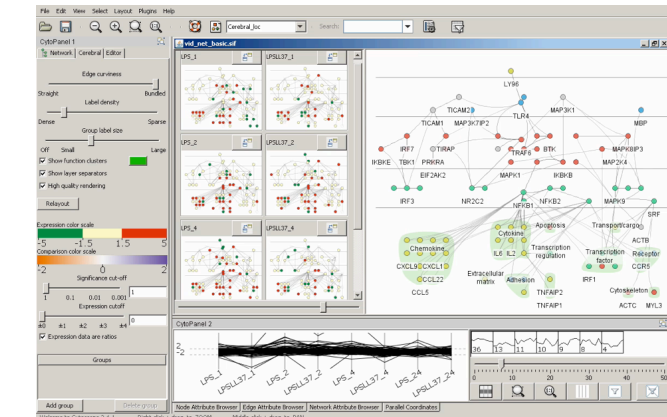 File Edit View Select Layout Plugins Help
Cerebral_loc
Search:
CytoPanel 1
Network Cerebral Editor
Edge curviness
Straight Bundled
Label density
Dense Sparse
Group label size
Off Small Large
Show function clusters
Show layer separators
High quality rendering
Relayout
Expression color scale
-5 -1.5 1.5 5
Comparison color scale
-2 0 2
Significance cut-off
1 0.1 0.01 0.001 1
Expression cutoff
±0 ±1 ±2 ±3 ±4 0
Expression data are ratios
Groups
Add group Delete group
vid_net_basic.sif
LPS_1 LPSLL37_1
LPS_2 LPSLL37_2
LPS_4 LPSLL37_4
LY96
TICAM2 TLR4 MAP3K1
TICAM1 MAP3K7IP2 MBP
IRF7 TIRAP TRAF6 BTK MAPK8IP3
IKBKE TBK1 PRKRA IKBKB MAP2K4
EIF2AK2 MAPK1
IRF3 NR2C2 NFKB1 NFKB2 MAPK9 SRF
Cytokine Apoptosis Transport/cargo
Chemokine IL6 IL2 Transcription regulation Transcription factor ACTB Receptor
CXCL9 CXCL1 CCR5
CCL22 Extracellular matrix Adhesion IRF1
CCL5 TNFAIP2 Cytoskeleton
TNFAIP1 ACTC MYL3
CytoPanel 2
2
-2
LPS_1 LPSLL37_1 LPSLL37_2 LPS_2 LPSLL37_4 LPS_4 LPS_24 LPSLL37_24
36 13 11 10 9 8 4
0 10 20 30 40 50
Node Attribute Browser Edge Attribute Browser Network Attribute Browser Parallel Coordinates